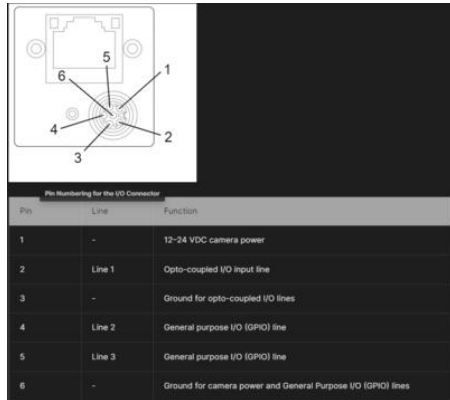 5
1
6
4
2
3
Pin Numbering for the I/O Connector
Pin Line Function
1 - 12-24 VDC camera power
2 Line 1 Opto-coupled I/O input line
3 - Ground for opto-coupled I/O lines
4 Line 2 General purpose I/O (GPIO) line
5 Line 3 General purpose I/O (GPIO) line
6 - Ground for camera power and General Purpose I/O (GPIO) lines